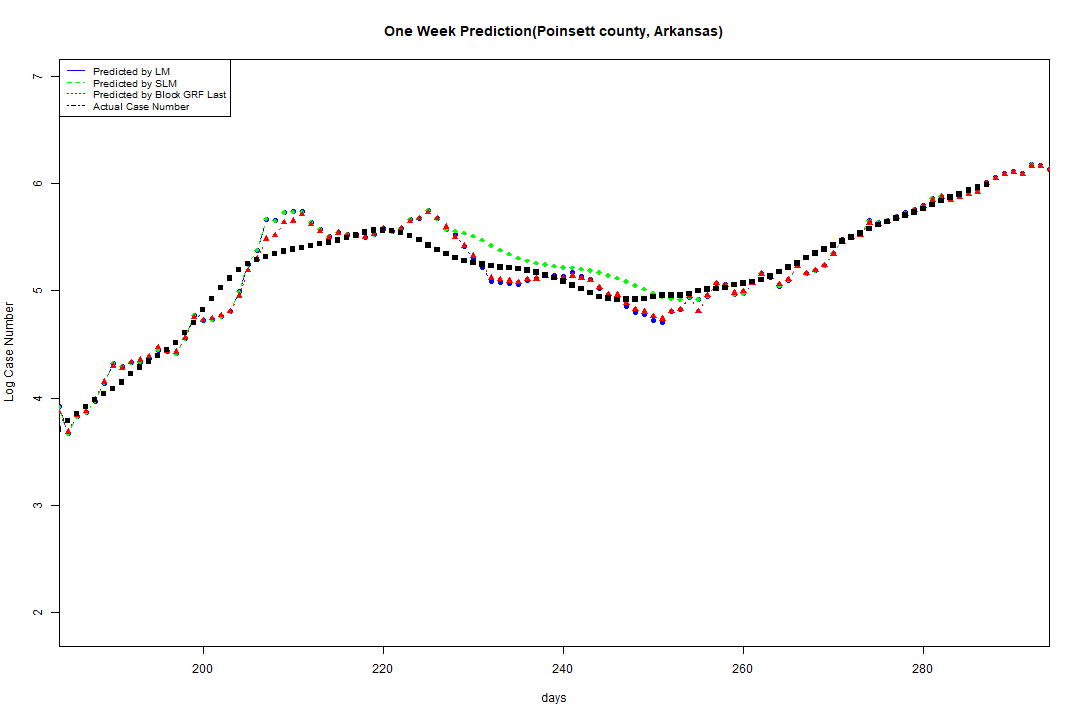 One Week Prediction(Poinsett county, Arkansas)
Predicted by LM
Predicted by SLM
Predicted by Block GRF Last
Actual Case Number
Log Case Number
7
6
5
4
3
2
200 220 240 260 280
days